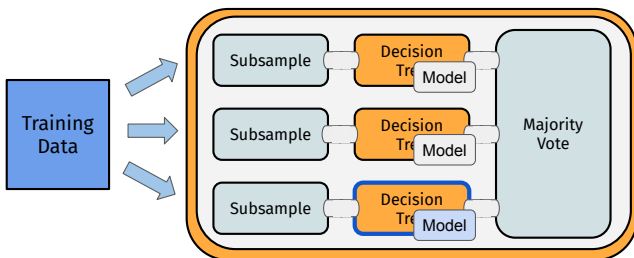 Training
Data
Subsample
Decision
Tre
Model
Subsample
Decision
Tre
Model
Subsample
Decision
Tre
Model
Majority
Vote